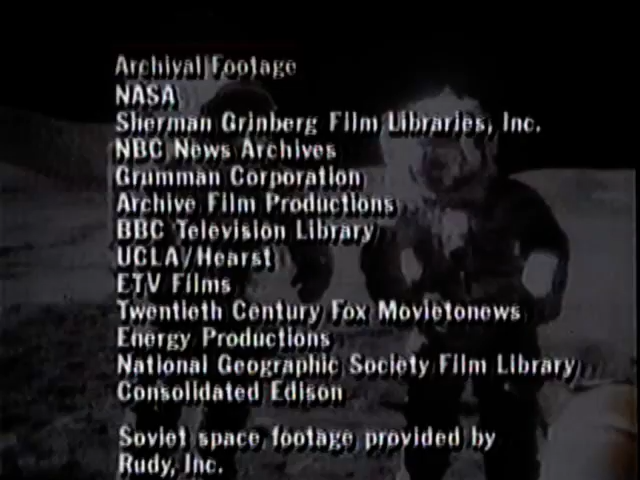 Archival Footage
NASA
Sherman Grinberg Film Libraries, Inc.
NBC News Archives
Grumman Corporation
Archive Film Productions
BBC Television Library
UCLA/Hearst
ETV Films
Twentieth Century Fox Movietonews
Energy Productions
National Geographic Society Film Library
Consolidated Edison
Soviet space footage provided by
Rudy, Inc.